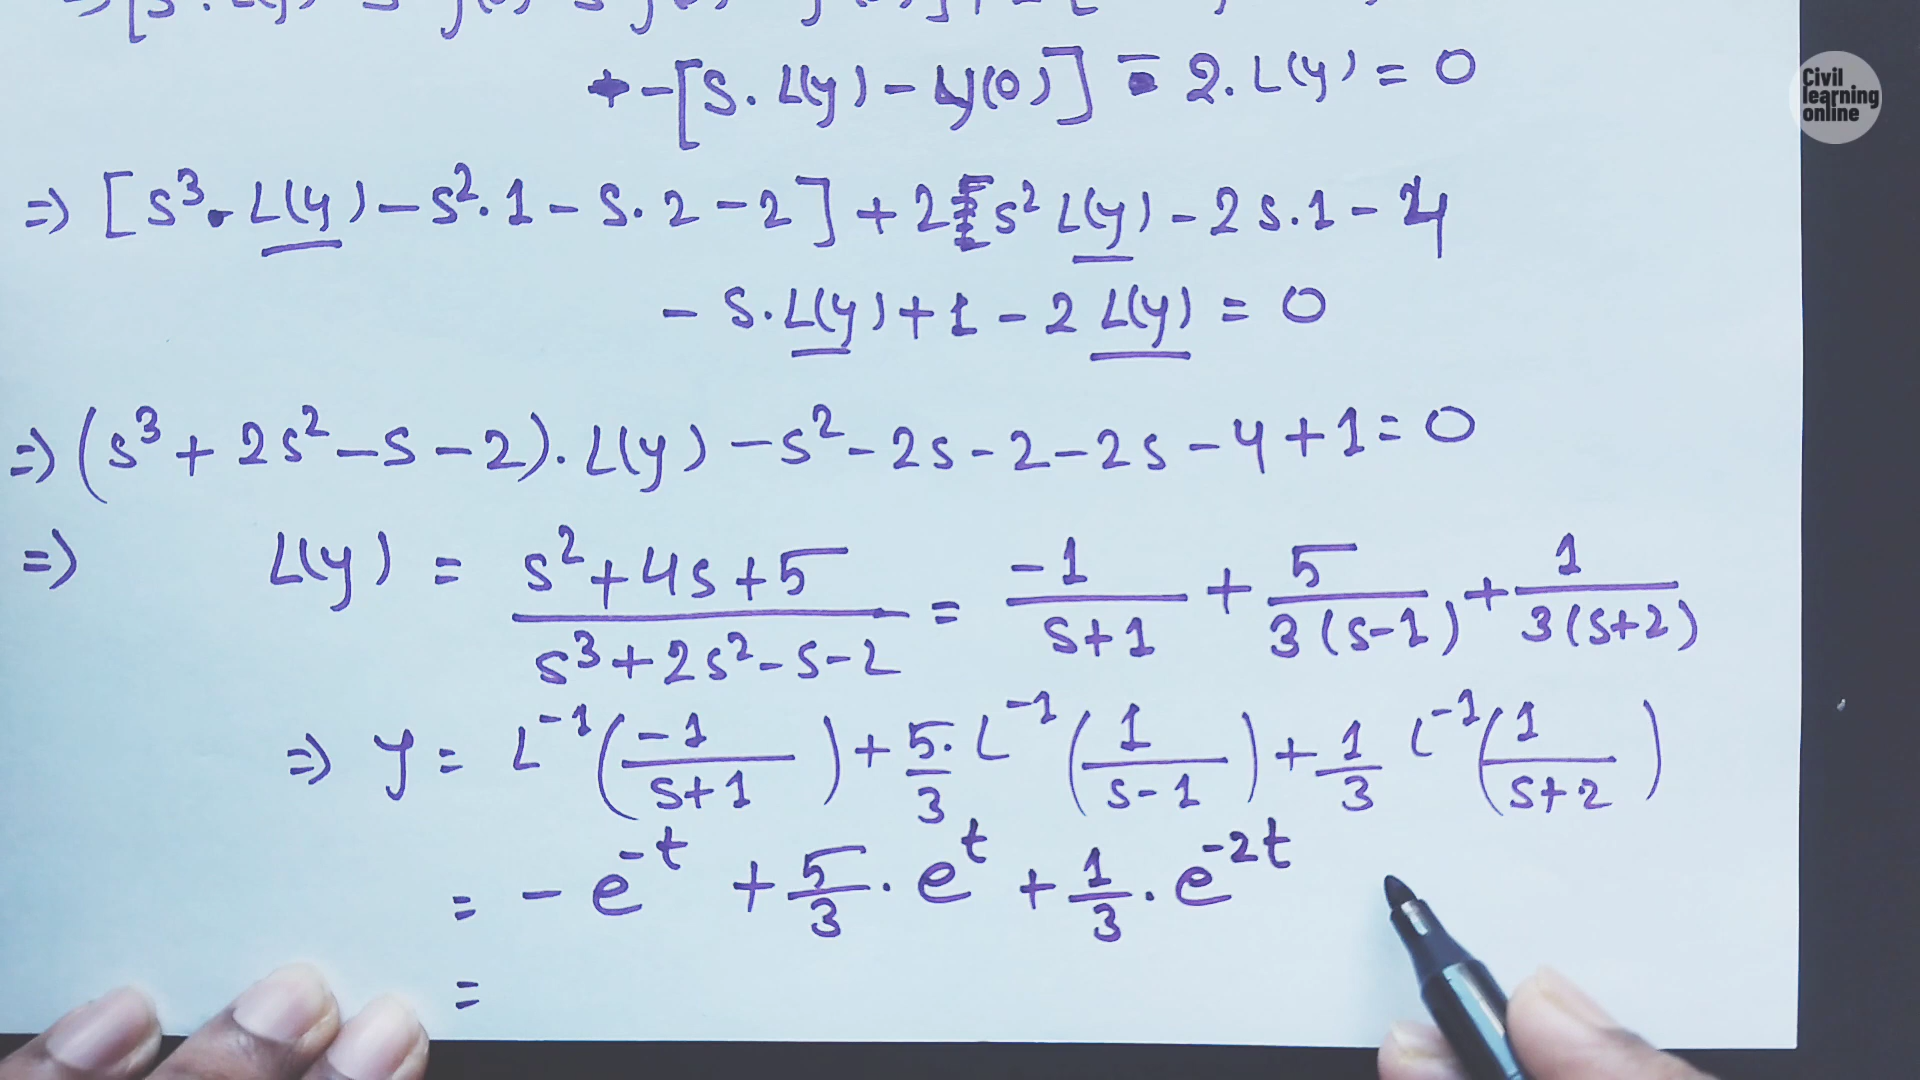 + -[S. L(y) - y(0)] - 2. L(y) = 0
Civil
learning
online
=> [s³. L(y) - s². 1 - s. 2 - 2] + 2 s² L(y) - 2s. 1 - 4
- s. L(y) + 1 - 2 L(y) = 0
=> (s³ + 2s² - s - 2). L(y) - s² - 2s - 2 - 2s - 4 + 1 = 0
=> L(y) = (s² + 4s + 5)/(s³ + 2s² - s - 2) = -1/(s+1) + 5/(3(s-1)) + 1/(3(s+2))
=> y = L⁻¹(-1/(s+1)) + 5/3. L⁻¹(1/(s-1)) + 1/3 L⁻¹(1/(s+2))
= - e^(-t) + 5/3. e^t + 1/3. e^(-2t)
=